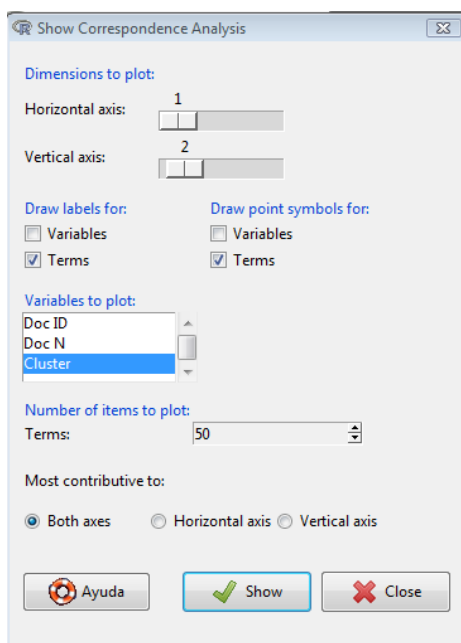 Show Correspondence Analysis
Dimensions to plot:
1
Horizontal axis:
2
Vertical axis:
Draw labels for: Draw point symbols for:
Variables Variables
Terms Terms
Variables to plot:
Doc ID
Doc N
Cluster
Number of items to plot:
Terms: 50
Most contributive to:
Both axes Horizontal axis Vertical axis
Ayuda Show Close